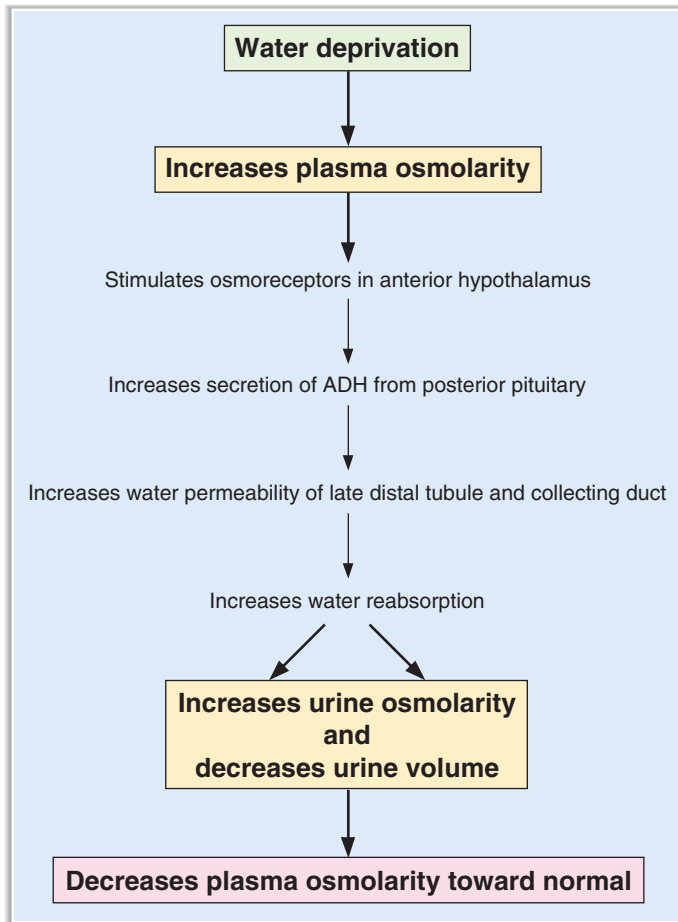 Water deprivation
Increases plasma osmolarity
Stimulates osmoreceptors in anterior hypothalamus
Increases secretion of ADH from posterior pituitary
Increases water permeability of late distal tubule and collecting duct
Increases water reabsorption
Increases urine osmolarity
and
decreases urine volume
Decreases plasma osmolarity toward normal